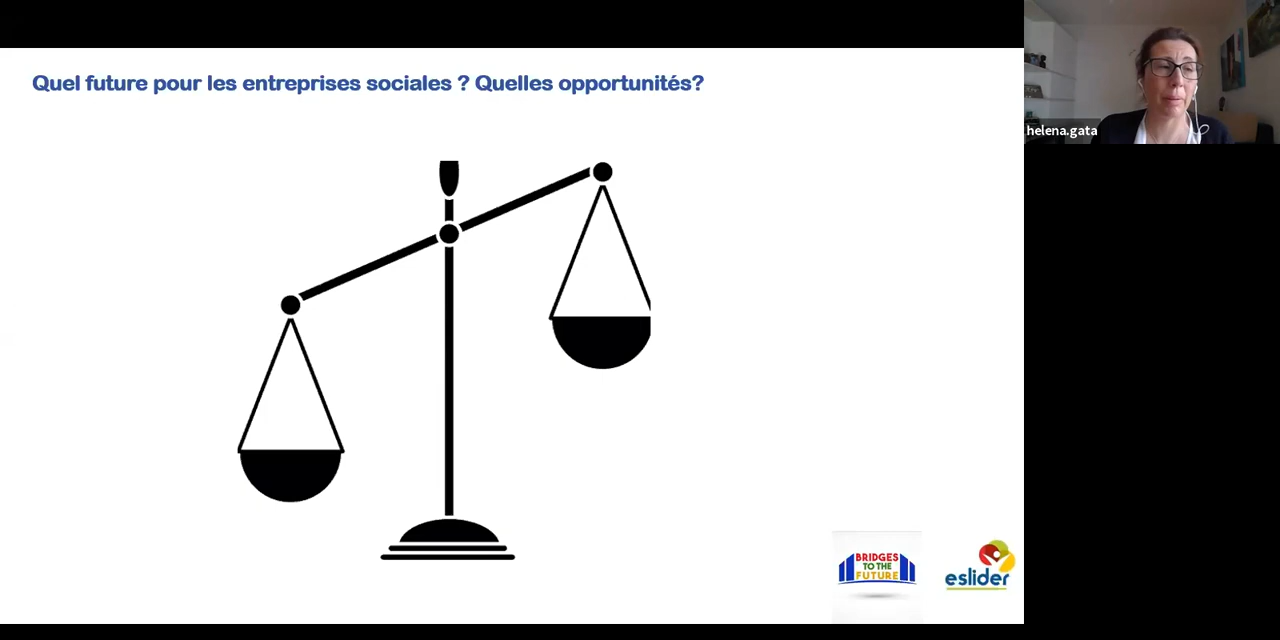 Quel future pour les entreprises sociales ? Quelles opportunités?
helena.gata
BRIDGES
TO THE
FUTURE
eslider